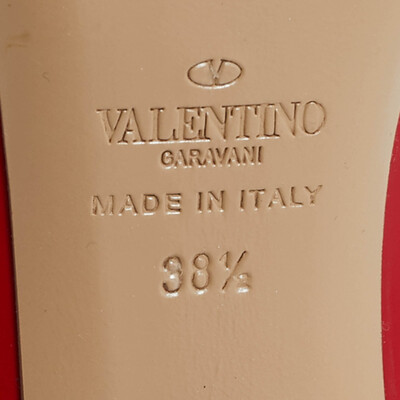 V
VALENTINO
GARAVANI
MADE IN ITALY
38½